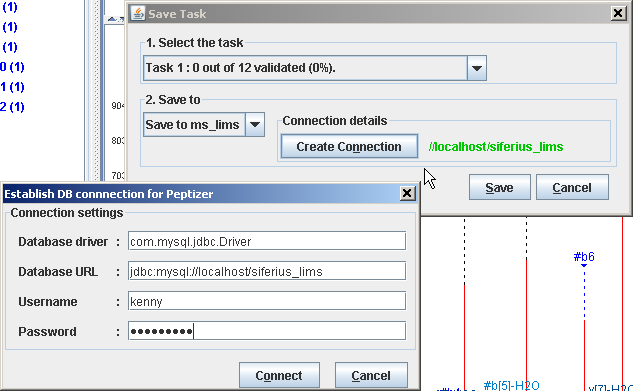 (1)
(1)
(1)
0 (1)
1 (1)
2 (1)
904
803
703
Save Task
1. Select the task
Task 1 : 0 out of 12 validated (0%).
2. Save to
Save to ms_lims
Connection details
Create Connection
//localhost/siferius_lims
Save
Cancel
Establish DB connnection for Peptizer
Connection settings
Database driver :
com.mysql.jdbc.Driver
Database URL :
jdbc:mysql://localhost/siferius_lims
Username :
kenny
Password :
●●●●●●●●●
Connect
Cancel
#b6
#b[5]-H2O
y[7]-H2O